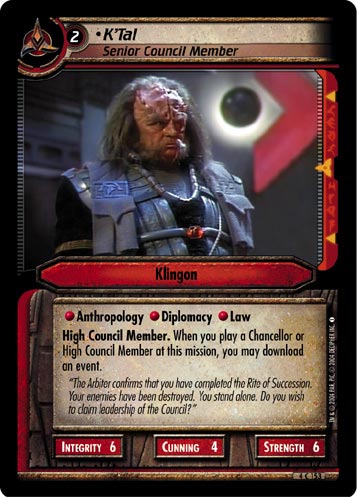 2 •K'Tal
Senior Council Member
Klingon
• Anthropology • Diplomacy • Law
High Council Member. When you play a Chancellor or
High Council Member at this mission, you may download
an event.
"The Arbiter confirms that you have completed the Rite of Succession.
Your enemies have been destroyed. You stand alone. Do you wish
to claim leadership of the Council?"
INTEGRITY 6 CUNNING 4 STRENGTH 6
4 C 153